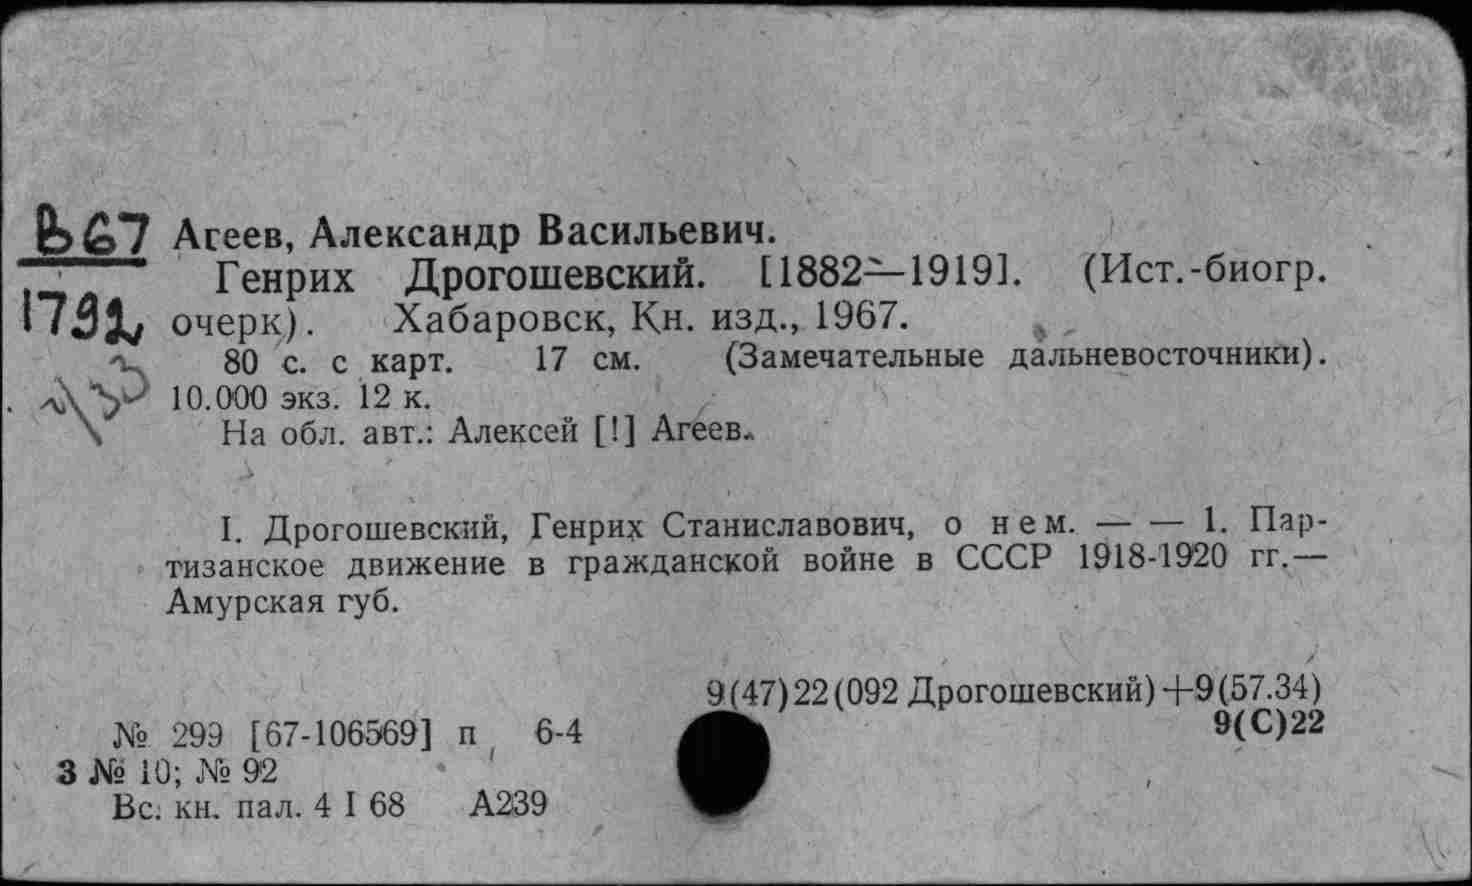 В67 Агеев, Александр Васильевич.
Генрих Дрогошевский. [1882—1919]. (Ист.-биогр.
очерк). Хабаровск, Кн. изд., 1967.
80 с. с карт. 17 см. (Замечательные дальневосточники).
10.000 экз. 12 к.
На обл. авт.: Алексей [!] Агеев.
I. Дрогошевский, Генрих Станиславович, о нем. — — 1. Пар-
тизанское движение в гражданской войне в СССР 1918-1920 гг.—
Амурская губ.
9(47)22(092 Дрогошевский)+9(57.34)
9(С)22
№ 299 [67-106569] п 6-4
3 № 10; № 92
Вс. кн. пал. 4 I 68 А239